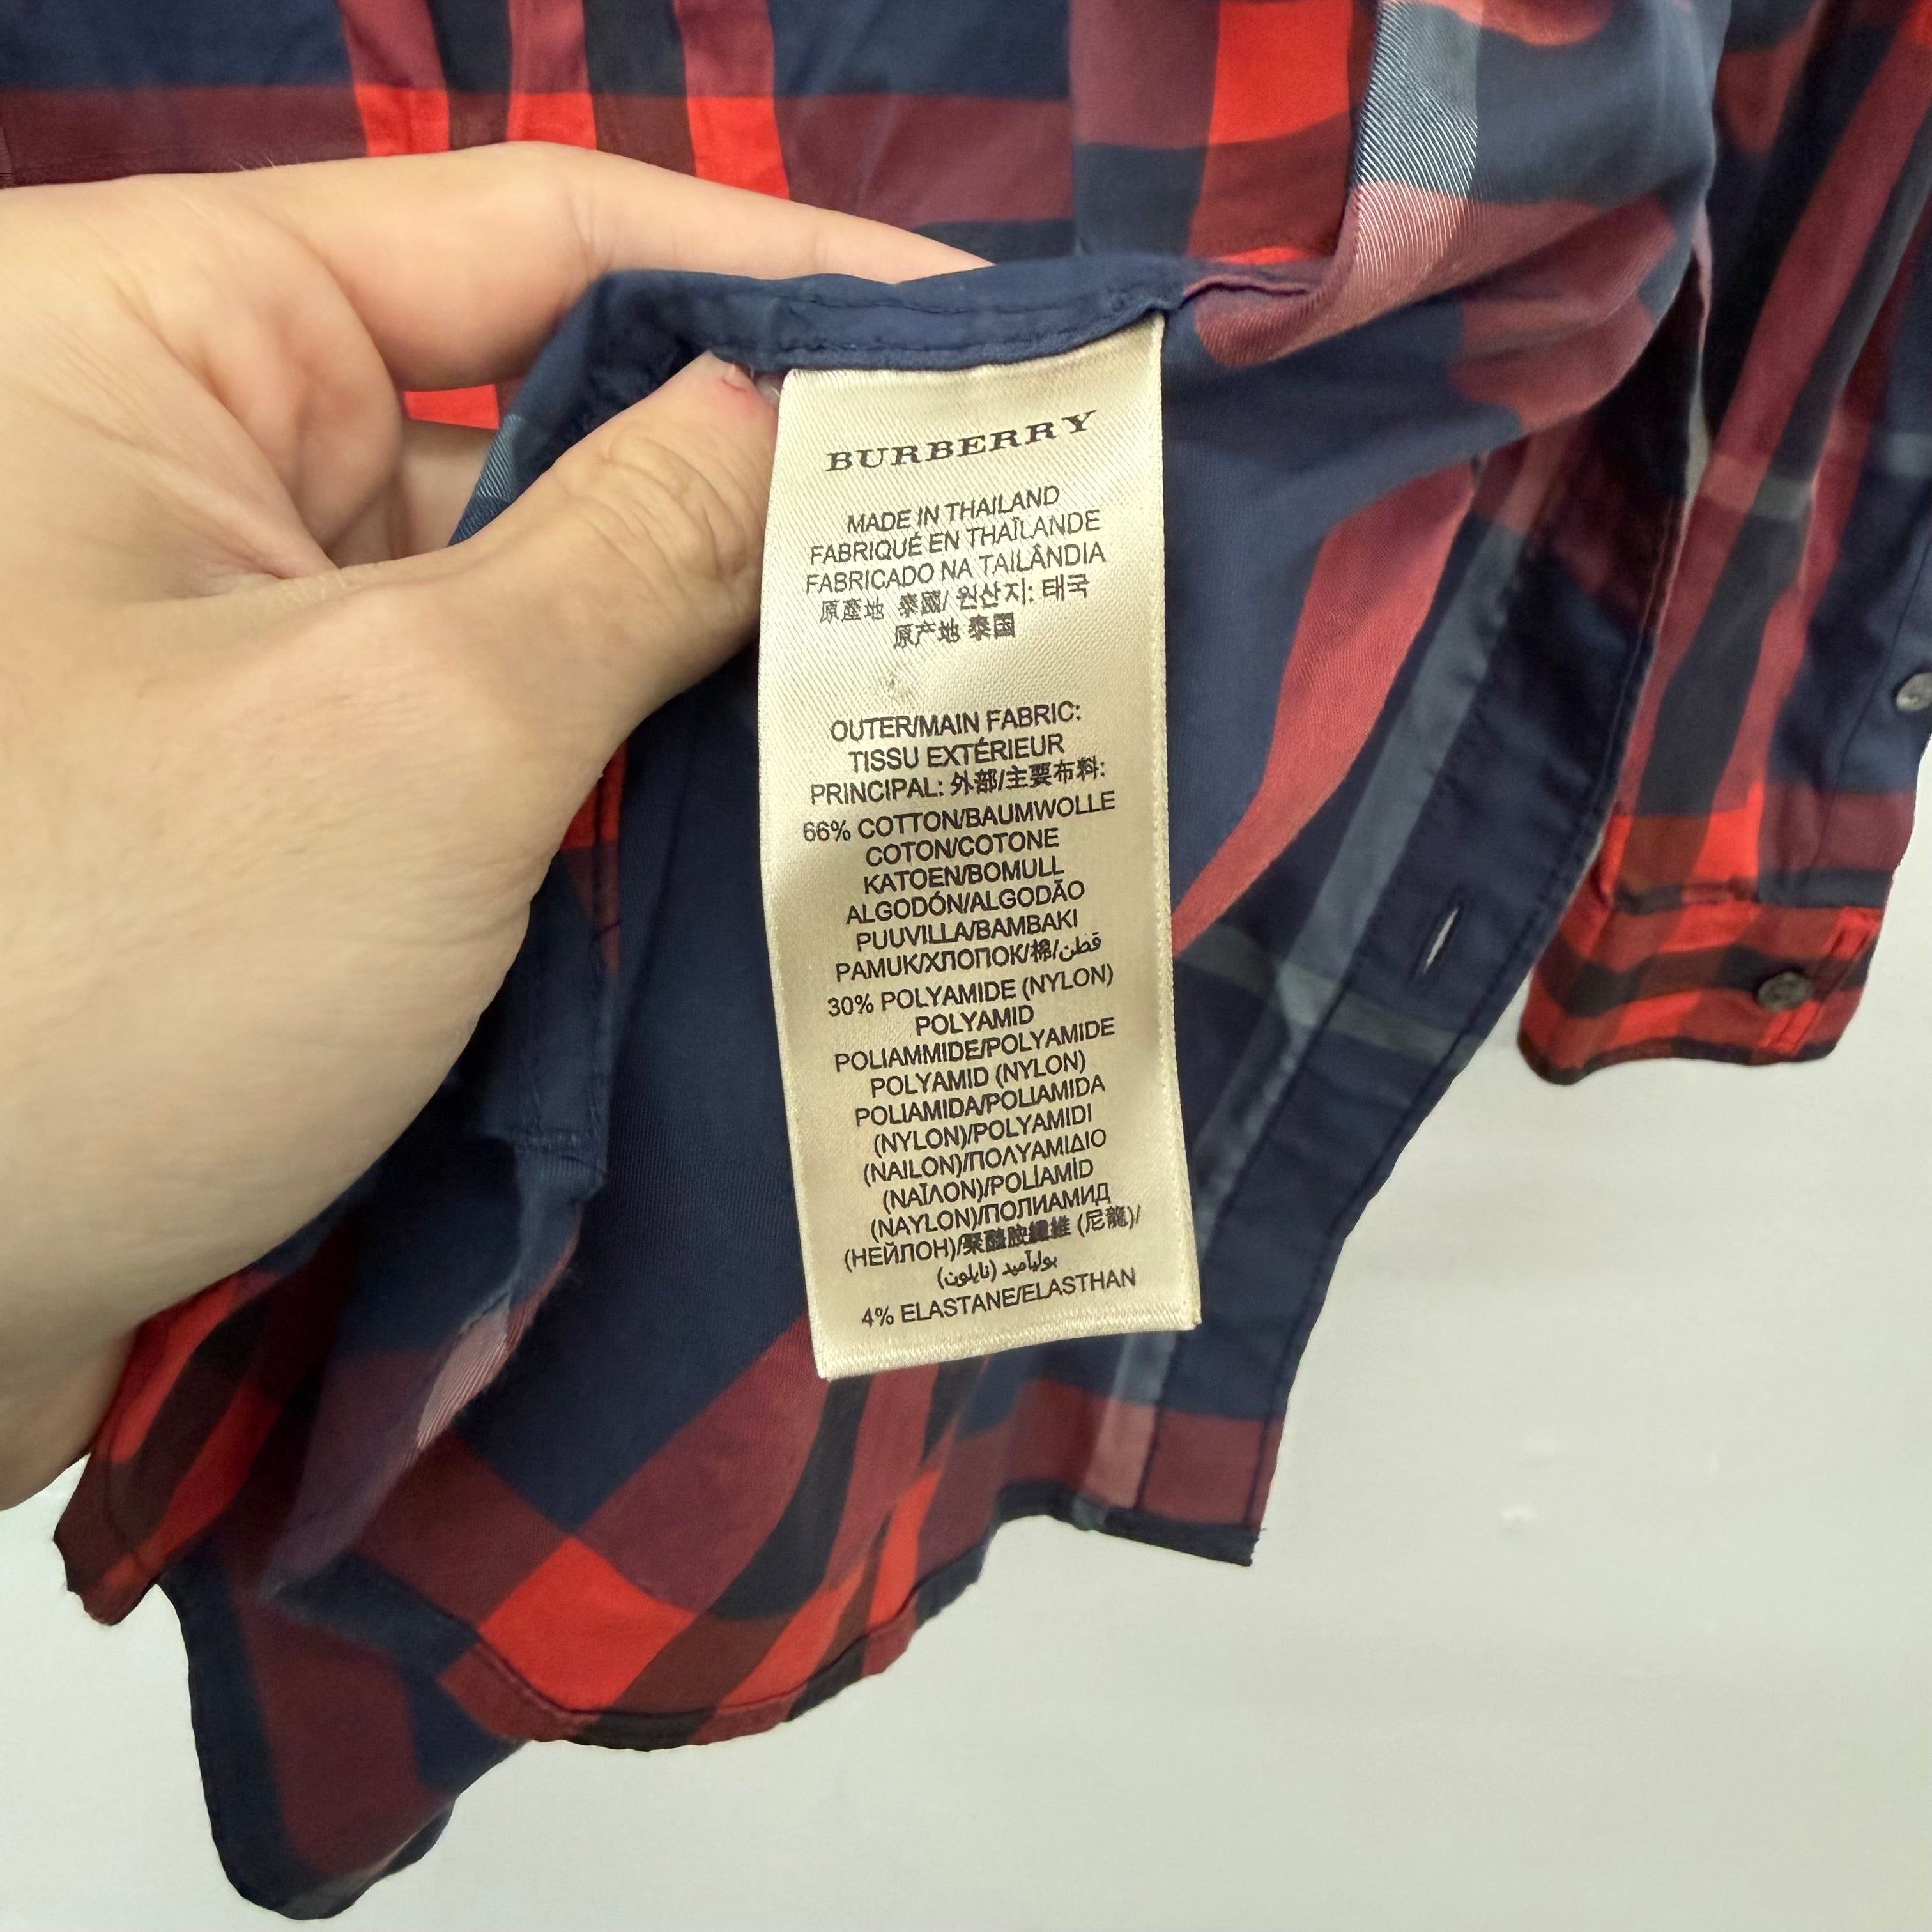 BURBERRY
MADE IN THAILAND
FABRIQUÉ EN THAÏLANDE
FABRICADO NA TAILÂNDIA
原產地 泰國/ 원산지: 태국
原产地 泰国
OUTER/MAIN FABRIC:
TISSU EXTÉRIEUR
PRINCIPAL: 外部/主要布料:
66% COTTON/BAUMWOLLE
COTON/COTONE
KATOEN/BOMULL
ALGODÓN/ALGODÃO
PUUVILLA/BAMBAKI
PAMUK/ХЛОПОК/棉/قطن
30% POLYAMIDE (NYLON)
POLYAMID
POLIAMMIDE/POLYAMIDE
POLYAMID (NYLON)
POLIAMIDA/POLIAMIDA
(NYLON)/POLYAMIDI
(NAILON)/ΠΟΛΥΑΜΙΔΙΟ
(ΝΑΪΛΟΝ)/POLİAMİD
(NAYLON)/ПОЛИАМИД
(НЕЙЛОН)/聚醯胺纖維 (尼龍)/
بولیآمید (نایلون)
4% ELASTANE/ELASTHAN